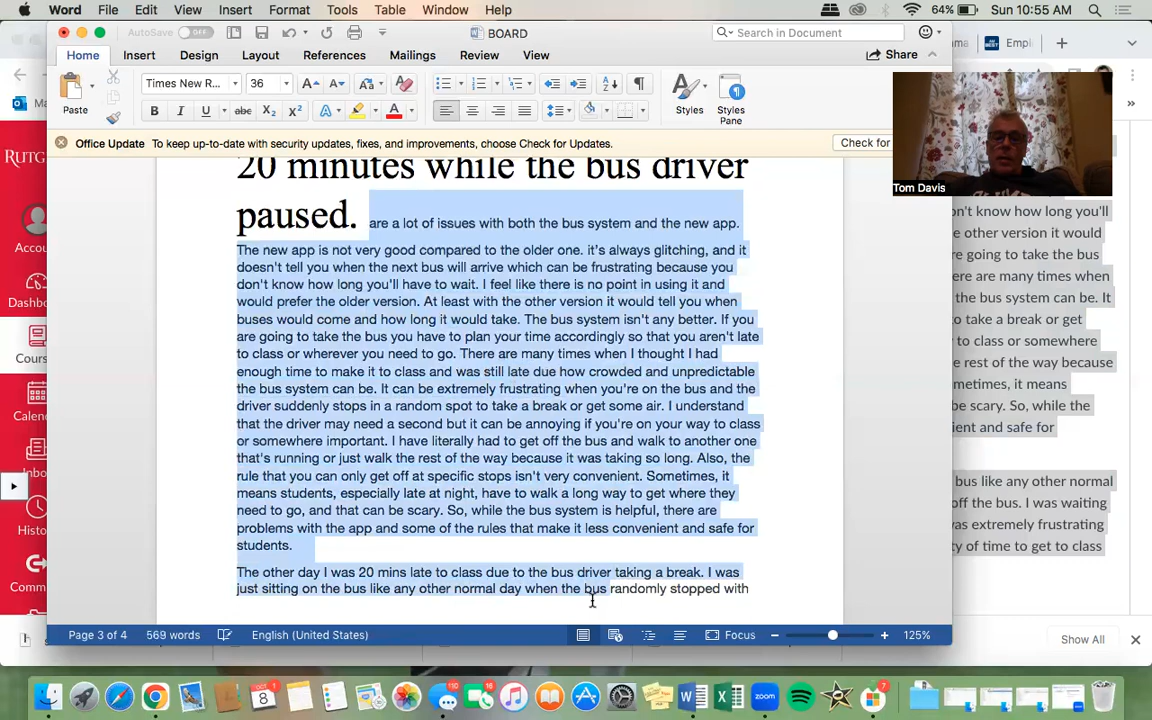 Word File Edit View Insert Format Tools Table Window Help 64% Sun 10:55 AM
AutoSave OFF BOARD Search in Document
Home Insert Design Layout References Mailings Review View Share
Paste Times New R... 36 Styles Styles Pane
Office Update To keep up-to-date with security updates, fixes, and improvements, choose Check for Updates. Check for
20 minutes while the bus driver
paused. are a lot of issues with both the bus system and the new app.
The new app is not very good compared to the older one. it's always glitching, and it
doesn't tell you when the next bus will arrive which can be frustrating because you
don't know how long you'll have to wait. I feel like there is no point in using it and
would prefer the older version. At least with the other version it would tell you when
buses would come and how long it would take. The bus system isn't any better. If you
are going to take the bus you have to plan your time accordingly so that you aren't late
to class or wherever you need to go. There are many times when I thought I had
enough time to make it to class and was still late due how crowded and unpredictable
the bus system can be. It can be extremely frustrating when you're on the bus and the
driver suddenly stops in a random spot to take a break or get some air. I understand
that the driver may need a second but it can be annoying if you're on your way to class
or somewhere important. I have literally had to get off the bus and walk to another one
that's running or just walk the rest of the way because it was taking so long. Also, the
rule that you can only get off at specific stops isn't very convenient. Sometimes, it
means students, especially late at night, have to walk a long way to get where they
need to go, and that can be scary. So, while the bus system is helpful, there are
problems with the app and some of the rules that make it less convenient and safe for
students.
The other day I was 20 mins late to class due to the bus driver taking a break. I was
just sitting on the bus like any other normal day when the bus randomly stopped with
Page 3 of 4 569 words English (United States) Focus 125%
Tom Davis
Empi
RUTG
Accou
Dashb
Cours
Calen
Inb
Hist
on't know how long you'll
e other version it would
e going to take the bus
ere are many times when
the bus system can be. It
to take a break or get
to class or somewhere
e rest of the way because
metimes, it means
be scary. So, while the
ient and safe for
bus like any other normal
off the bus. I was waiting
was extremely frustrating
ty of time to get to class
Show All
OCT
8
110
16
7